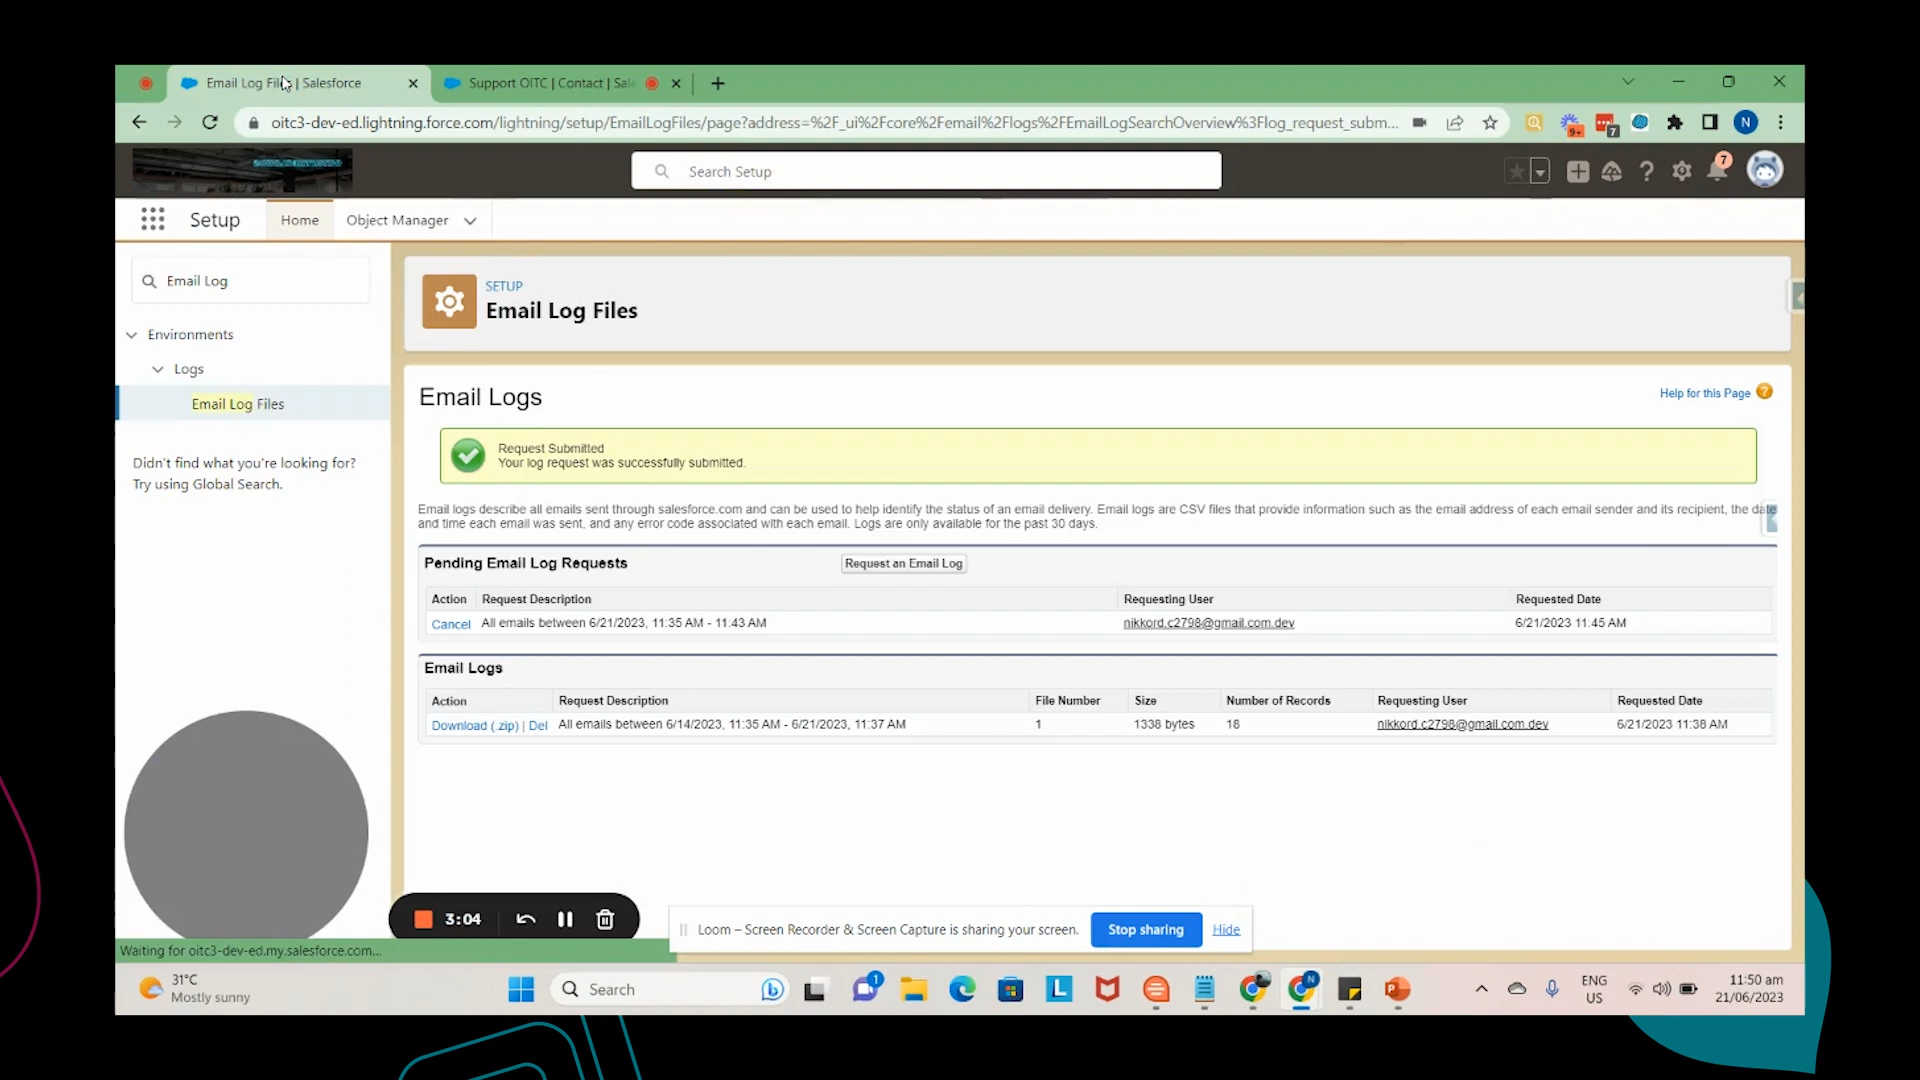 Email Log Files | Salesforce
Support OITC | Contact | Sale
oitc3-dev-ed.lightning.force.com/lightning/setup/EmailLogFiles/page?address=%2F_ui%2Fcore%2Femail%2Flogs%2FEmailLogSearchOverview%3Flog_request_subm...
9+
7
N
Search Setup
7
Setup
Home
Object Manager
Email Log
SETUP
Email Log Files
Environments
Logs
Email Log Files
Didn't find what you're looking for?
Try using Global Search.
Email Logs
Help for this Page
Request Submitted
Your log request was successfully submitted.
Email logs describe all emails sent through salesforce.com and can be used to help identify the status of an email delivery. Email logs are CSV files that provide information such as the email address of each email sender and its recipient, the date
and time each email was sent, and any error code associated with each email. Logs are only available for the past 30 days.
Pending Email Log Requests
Request an Email Log
Action Request Description Requesting User Requested Date
Cancel All emails between 6/21/2023, 11:35 AM - 11:43 AM nikkord.c2798@gmail.com.dev 6/21/2023 11:45 AM
Email Logs
Action Request Description File Number Size Number of Records Requesting User Requested Date
Download (.zip) | Del All emails between 6/14/2023, 11:35 AM - 6/21/2023, 11:37 AM 1 1338 bytes 18 nikkord.c2798@gmail.com.dev 6/21/2023 11:38 AM
3:04
Loom – Screen Recorder & Screen Capture is sharing your screen.
Stop sharing
Hide
Waiting for oitc3-dev-ed.my.salesforce.com...
31°C
Mostly sunny
Search
1
L
N
P
ENG
US
11:50 am
21/06/2023